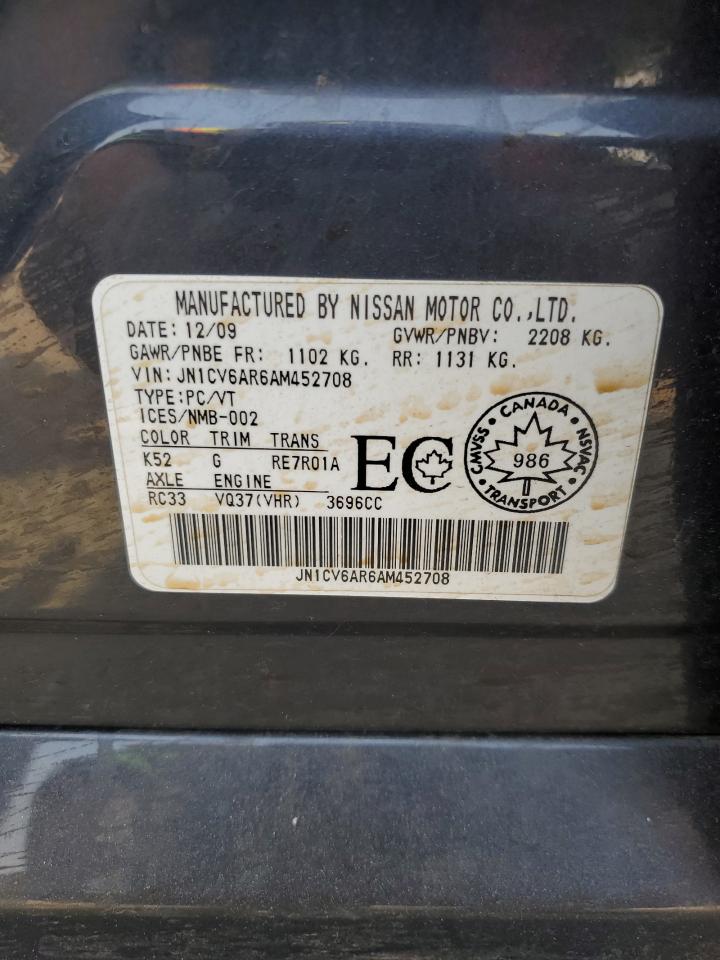 MANUFACTURED BY NISSAN MOTOR CO.,LTD.
DATE: 12/09 GVWR/PNBV: 2208 KG.
GAWR/PNBE FR: 1102 KG. RR: 1131 KG.
VIN: JN1CV6AR6AM452708
TYPE:PC/VT
ICES/NMB-002
COLOR TRIM TRANS
K52 G RE7R01A
AXLE ENGINE
RC33 VQ37(VHR) 3696CC
EC
CANADA
CMVSS 986 NSVAC
TRANSPORT
JN1CV6AR6AM452708